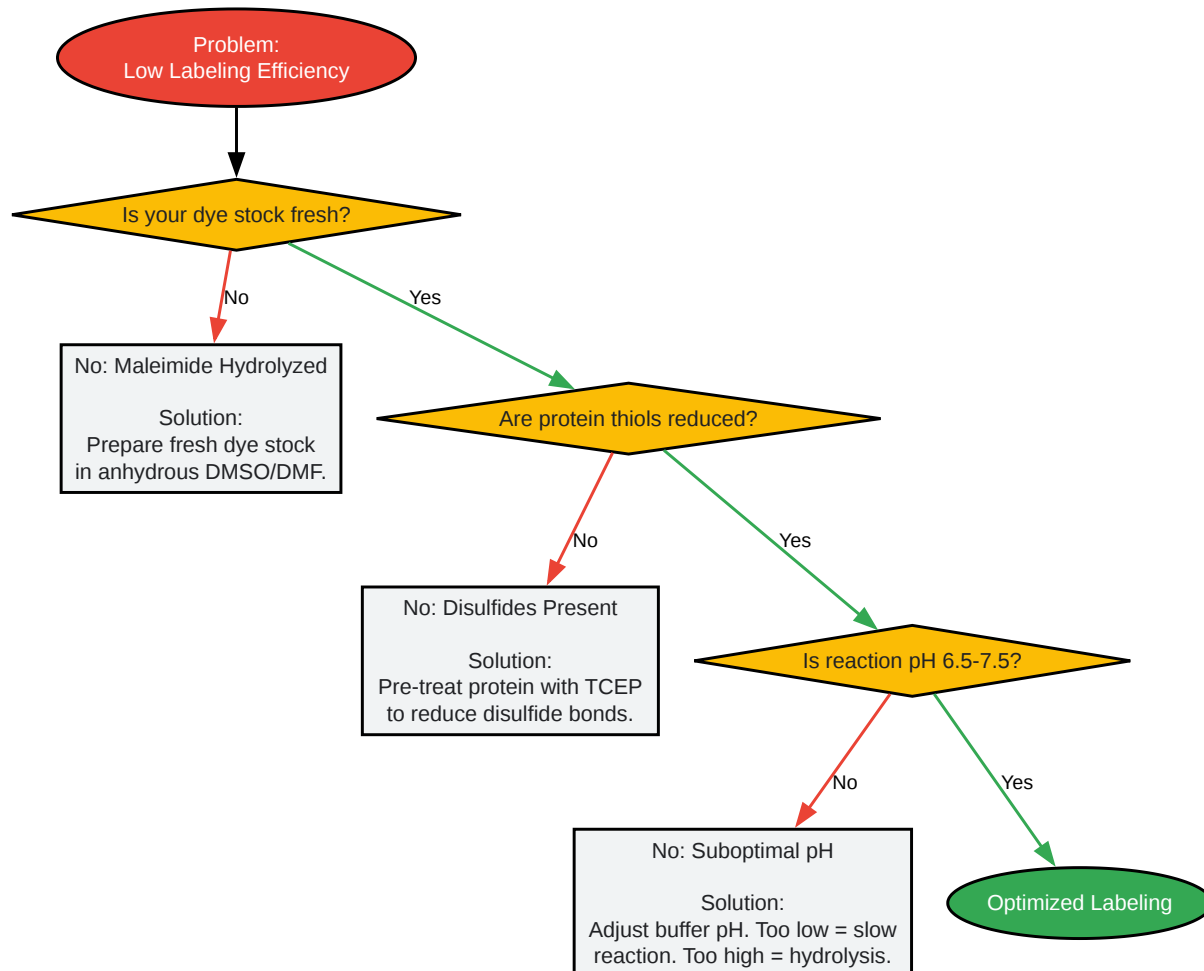 Problem:
Low Labeling Efficiency
Is your dye stock fresh?
No
Yes
No: Maleimide Hydrolyzed
Solution:
Prepare fresh dye stock
in anhydrous DMSO/DMF.
Are protein thiols reduced?
No
Yes
No: Disulfides Present
Solution:
Pre-treat protein with TCEP
to reduce disulfide bonds.
Is reaction pH 6.5-7.5?
No
Yes
No: Suboptimal pH
Solution:
Adjust buffer pH. Too low = slow
reaction. Too high = hydrolysis.
Optimized Labeling